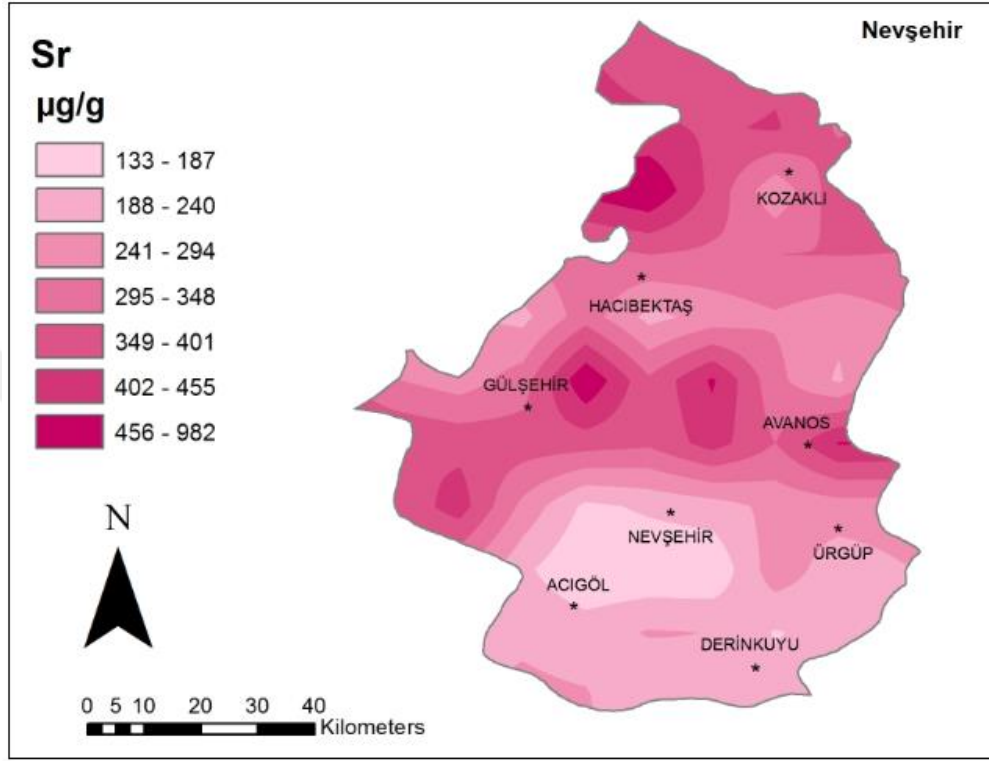 Nevşehir
Sr
µg/g
133 - 187
188 - 240
241 - 294
295 - 348
349 - 401
402 - 455
456 - 982
*
KOZAKLI
*
HACIBEKTAŞ
GÜLŞEHİR
*
AVANOS
*
*
NEVŞEHİR
*
ÜRGÜP
ACIGÖL
*
DERİNKUYU
*
N
0 5 10 20 30 40
Kilometers